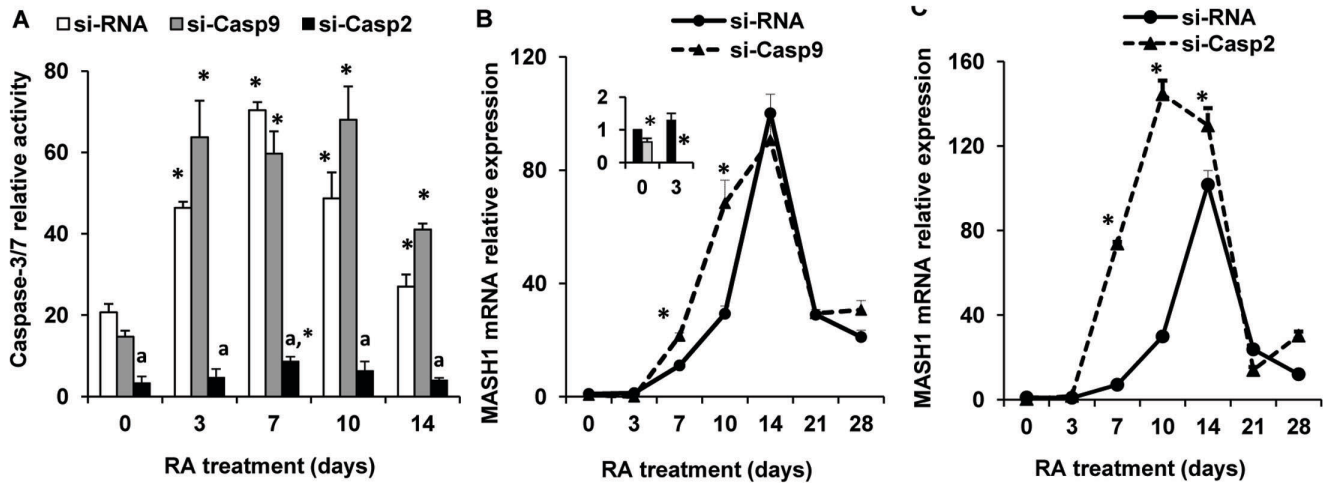 A
si-RNA
si-Casp9
si-Casp2
Caspase-3/7 relative activity
80
60
40
20
0
*
*
*
*
*
*
*
*
a
a
a,*
a
a
0 3 7 10 14
RA treatment (days)
B
si-RNA
si-Casp9
MASH1 mRNA relative expression
120
80
40
0
2
1
0
*
*
0 3
*
*
0 3 7 10 14 21 28
RA treatment (days)
C
si-RNA
si-Casp2
MASH1 mRNA relative expression
160
120
80
40
0
*
*
*
0 3 7 10 14 21 28
RA treatment (days)